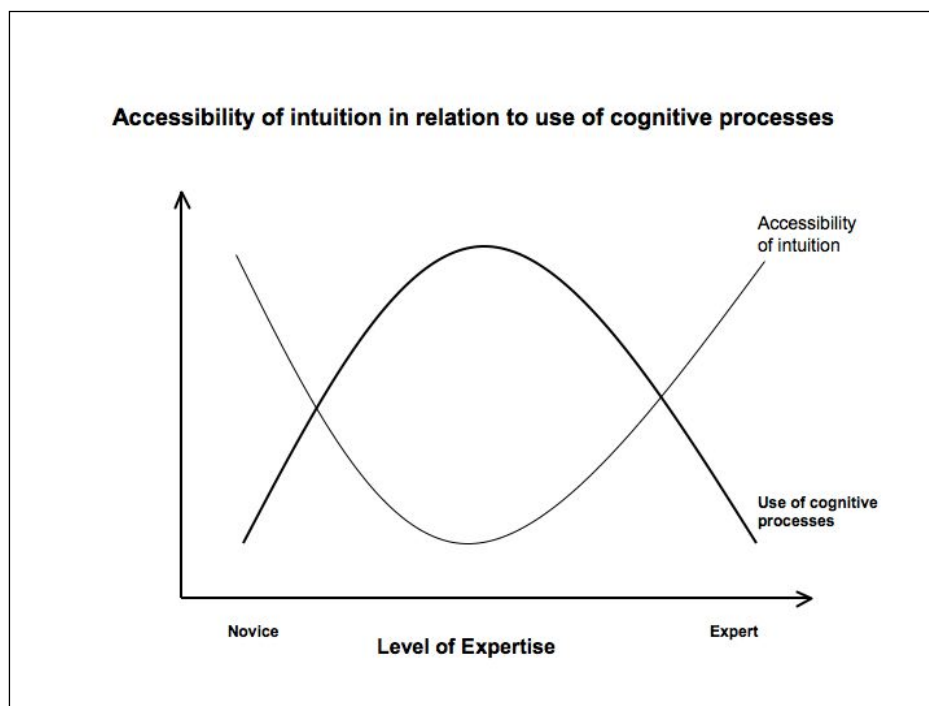 Accessibility of intuition in relation to use of cognitive processes
Accessibility
of intuition
Use of cognitive
processes
Novice
Expert
Level of Expertise